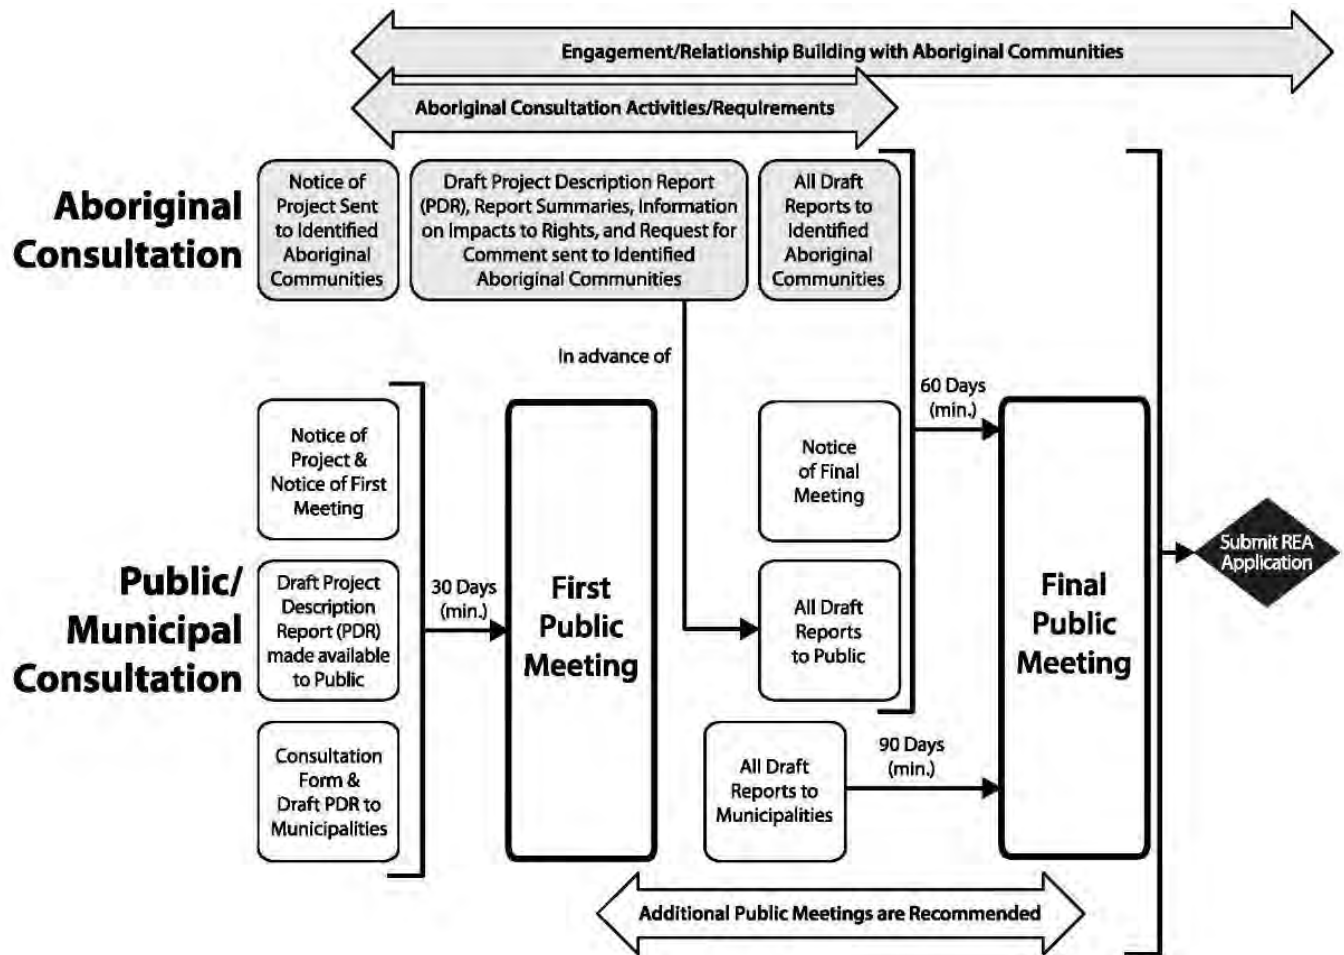 Engagement/Relationship Building with Aboriginal Communities
Aboriginal Consultation Activities/Requirements
Aboriginal
Consultation
Notice of
Project Sent
to Identified
Aboriginal
Communities
Draft Project Description Report
(PDR), Report Summaries, Information
on Impacts to Rights, and Request for
Comment sent to Identified
Aboriginal Communities
All Draft
Reports to
Identified
Aboriginal
Communities
In advance of
60 Days
(min.)
Public/
Municipal
Consultation
Notice of
Project &
Notice of First
Meeting
Draft Project
Description
Report (PDR)
made available
to Public
Consultation
Form &
Draft PDR to
Municipalities
30 Days
(min.)
First
Public
Meeting
Notice
of Final
Meeting
All Draft
Reports
to Public
All Draft
Reports to
Municipalities
90 Days
(min.)
Final
Public
Meeting
Submit REA
Application
Additional Public Meetings are Recommended